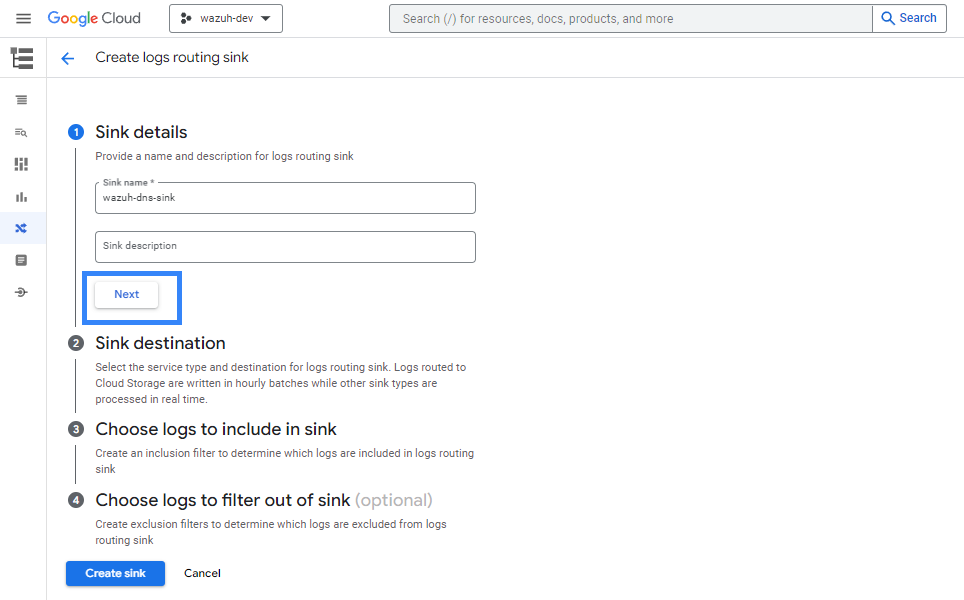 Google Cloud
wazuh-dev
Search (/) for resources, docs, products, and more
Search
Create logs routing sink
1
Sink details
Provide a name and description for logs routing sink
Sink name *
wazuh-dns-sink
Sink description
Next
2
Sink destination
Select the service type and destination for logs routing sink. Logs routed to
Cloud Storage are written in hourly batches while other sink types are
processed in real time.
3
Choose logs to include in sink
Create an inclusion filter to determine which logs are included in logs routing
sink
4
Choose logs to filter out of sink (optional)
Create exclusion filters to determine which logs are excluded from logs
routing sink
Create sink
Cancel